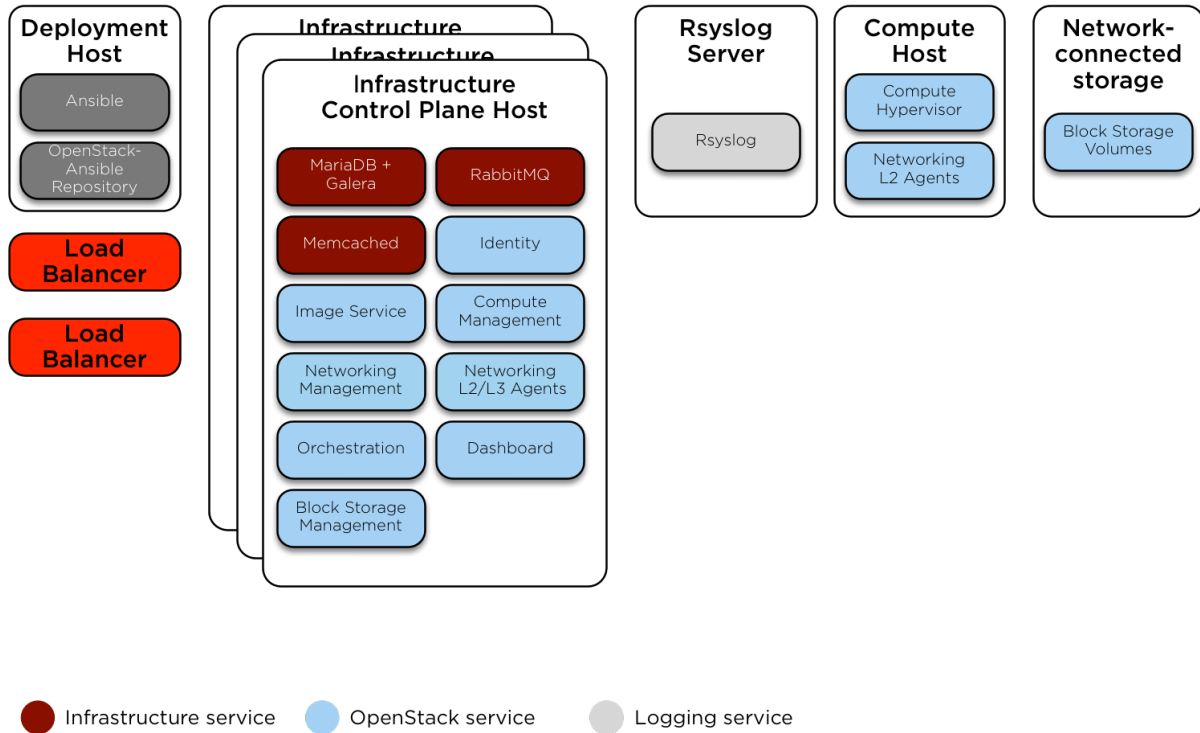 Deployment
Host
Ansible
OpenStack-
Ansible
Repository
Load
Balancer
Load
Balancer
Infrastructure
Infrastructure
Infrastructure
Control Plane Host
MariaDB +
Galera
RabbitMQ
Memcached
Identity
Image Service
Compute
Management
Networking
Management
Networking
L2/L3 Agents
Orchestration
Dashboard
Block Storage
Management
Rsyslog
Server
Rsyslog
Compute
Host
Compute
Hypervisor
Networking
L2 Agents
Network-
connected
storage
Block Storage
Volumes
Infrastructure service
OpenStack service
Logging service